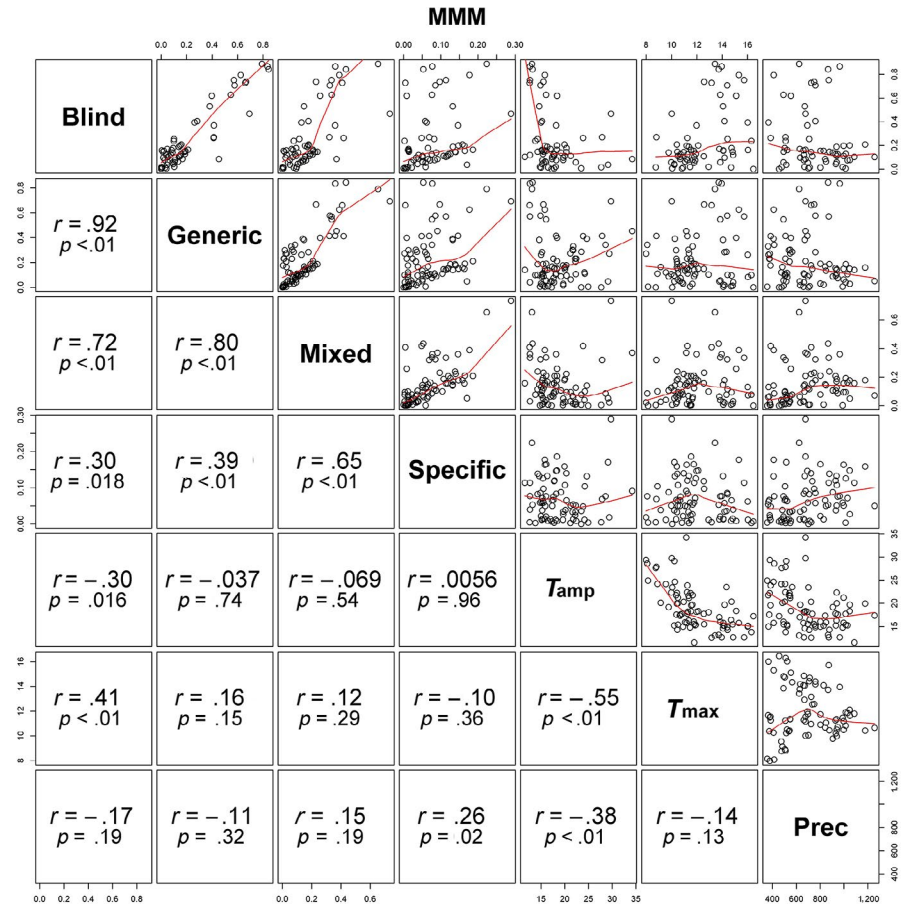 MMM
0.0 0.2 0.4 0.6 0.8
0.00 0.10 0.20 0.30
8 10 12 14 16
Blind
0.0 0.2 0.4 0.6 0.8
0.0 0.2 0.4 0.6 0.8
r = .92
p <.01
Generic
r = .72
p <.01
r = .80
p <.01
Mixed
0.0 0.2 0.4 0.6
0.00 0.10 0.20 0.30
r = .30
p = .018
r = .39
p <.01
r = .65
p <.01
Specific
r = −.30
p = .016
r = −.037
p = .74
r = −.069
p = .54
r = .0056
p = .96
Tamp
15 20 25 30 35
8 10 12 14 16
r = .41
p < .01
r = .16
p = .15
r = .12
p = .29
r = −.10
p = .36
r = −.55
p < .01
Tmax
r = −.17
p = .19
r = −.11
p = .32
r = .15
p = .19
r = .26
p = .02
r = −.38
p <.01
r = −.14
p = .13
Prec
400 600 800 1,000 1,200
0.0 0.2 0.4 0.6 0.8
0.0 0.2 0.4 0.6
15 20 25 30 35
400 600 800 1,200